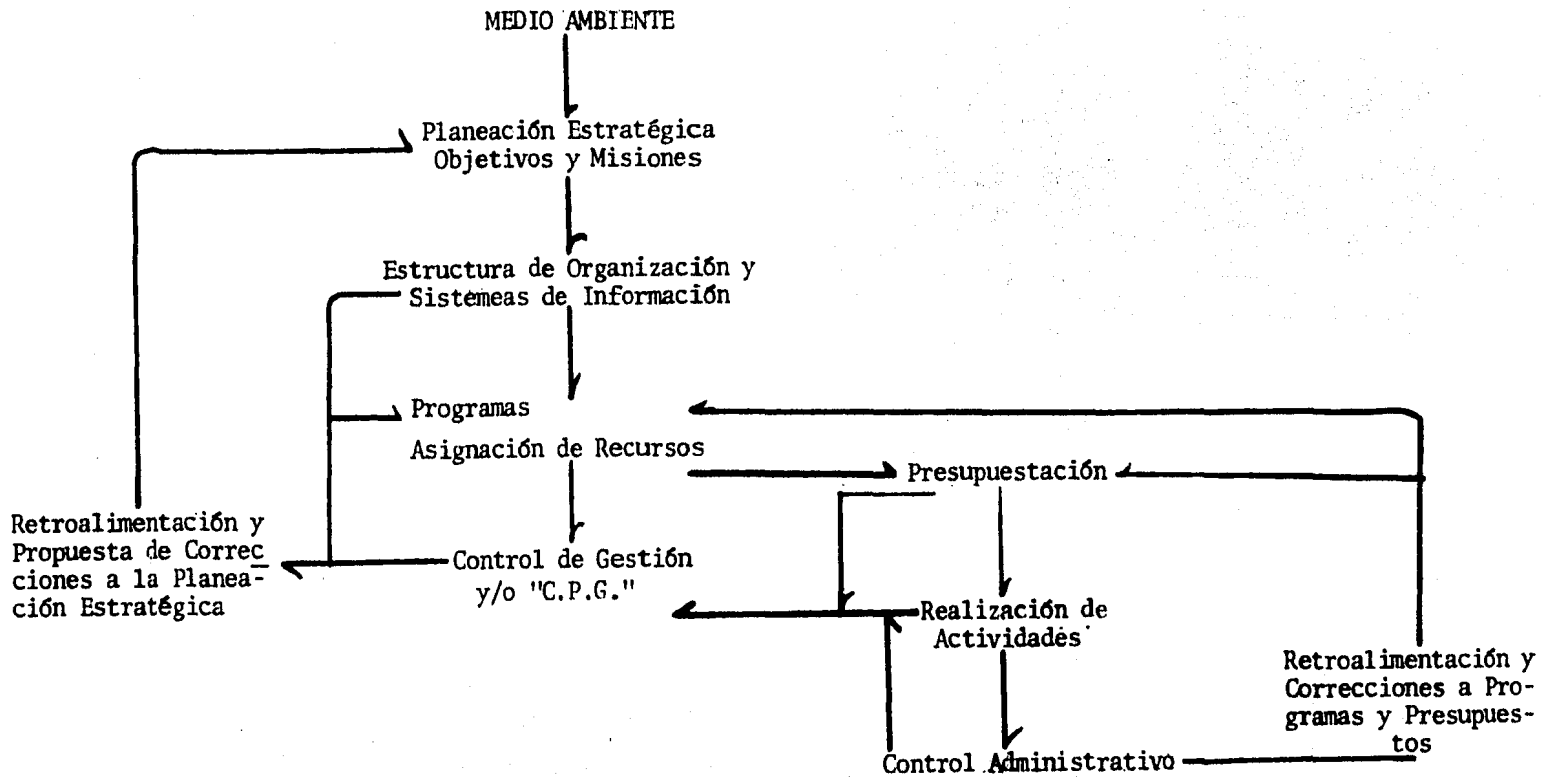 MEDIO AMBIENTE
Planeación Estratégica
Objetivos y Misiones
Estructura de Organización y
Sistemeas de Información
Programas
Asignación de Recursos
Presupuestación
Retroalimentación y
Propuesta de Correc
ciones a la Planea-
ción Estratégica
Control de Gestión
y/o "C.P.G."
Realización de
Actividades
Retroalimentación y
Correcciones a Pro-
gramas y Presupues-
tos
Control Administrativo